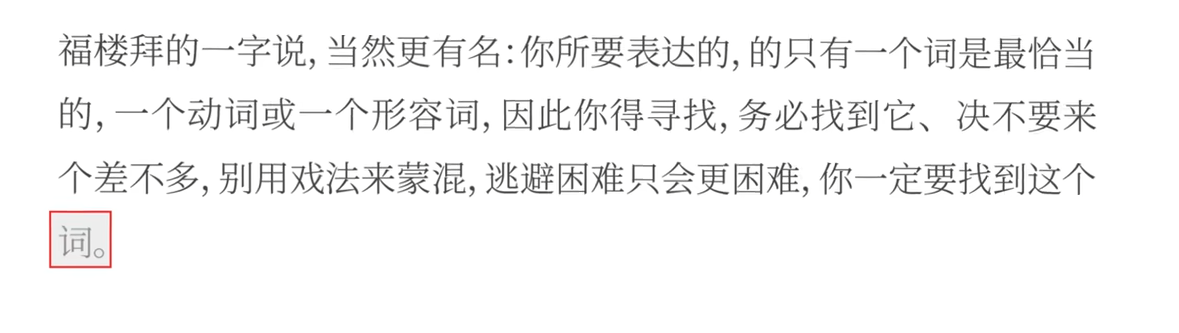 福楼拜的一字说, 当然更有名: 你所要表达的, 的只有一个词是最恰当
的, 一个动词或一个形容词, 因此你得寻找, 务必找到它、决不要来
个差不多, 别用戏法来蒙混, 逃避困难只会更困难, 你一定要找到这个
词。